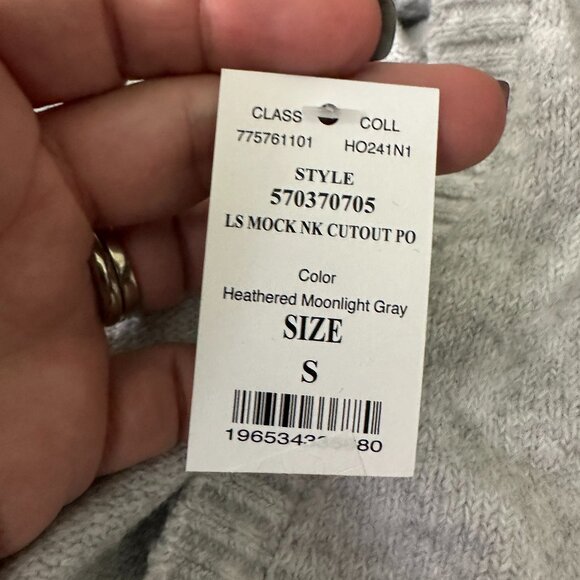 CLASS COLL
775761101 HO241N1
STYLE
570370705
LS MOCK NK CUTOUT PO
Color
Heathered Moonlight Gray
SIZE
S